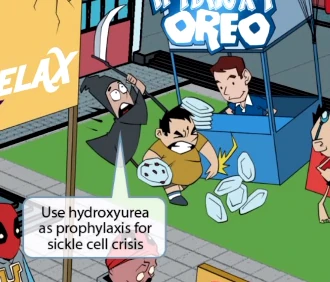 OREO
ELAX
Use hydroxyurea
as prophylaxis for
sickle cell crisis